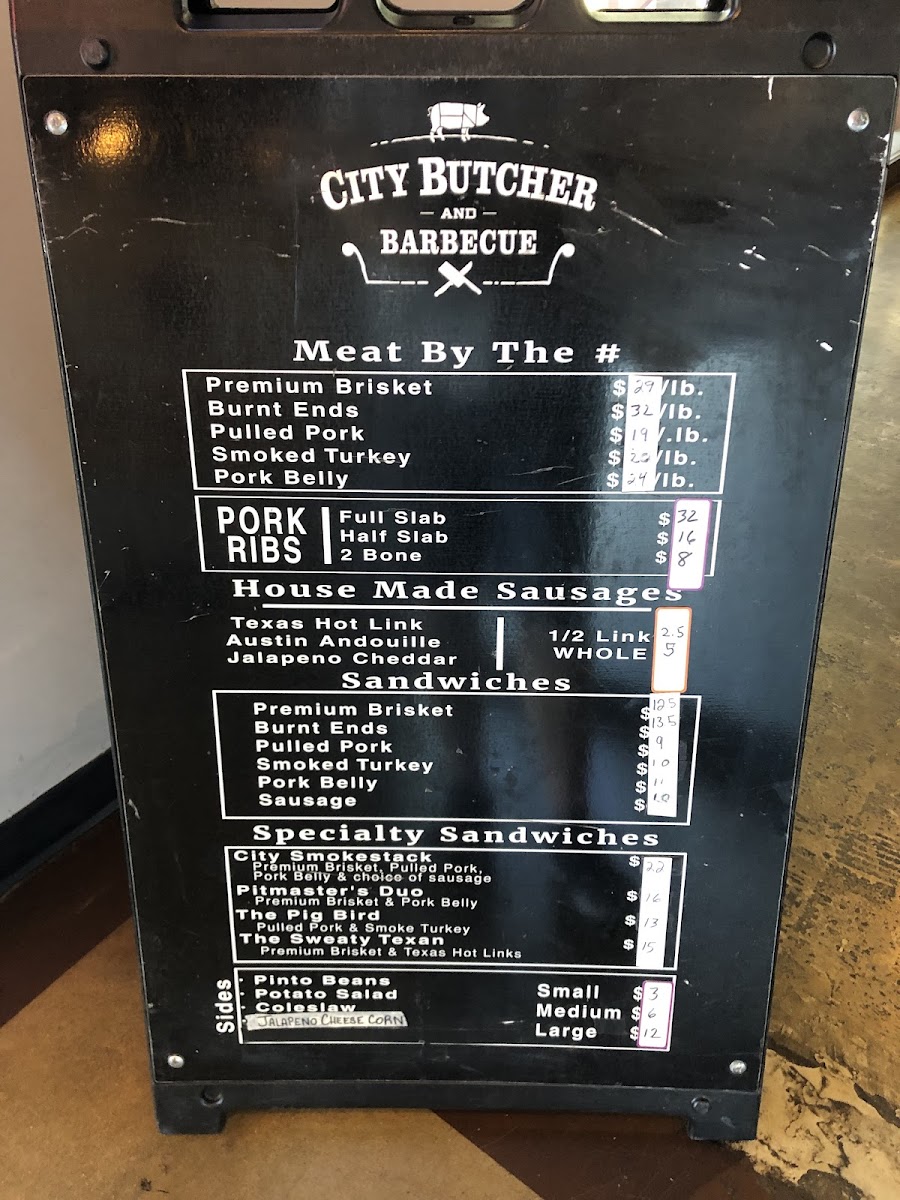 CITY BUTCHER
AND
BARBECUE
Meat By The #
Premium Brisket $29/lb.
Burnt Ends $32/lb.
Pulled Pork $19/.lb.
Smoked Turkey $20/lb.
Pork Belly $24/lb.
PORK RIBS
Full Slab $32
Half Slab $16
2 Bone $8
House Made Sausages
Texas Hot Link
Austin Andouille
Jalapeno Cheddar
1/2 Link 2.5
WHOLE 5
Sandwiches
Premium Brisket $12.5
Burnt Ends $13.5
Pulled Pork $9
Smoked Turkey $10
Pork Belly $11
Sausage $10
Specialty Sandwiches
City Smokestack $22
Premium Brisket, Pulled Pork,
Pork Belly & choice of sausage
Pitmaster's Duo $16
Premium Brisket & Pork Belly
The Pig Bird $13
Pulled Pork & Smoke Turkey
The Sweaty Texan $15
Premium Brisket & Texas Hot Links
Sides
· Pinto Beans
· Potato Salad
· Coleslaw
· JALAPENO CHEESE CORN
Small $3
Medium $6
Large $12